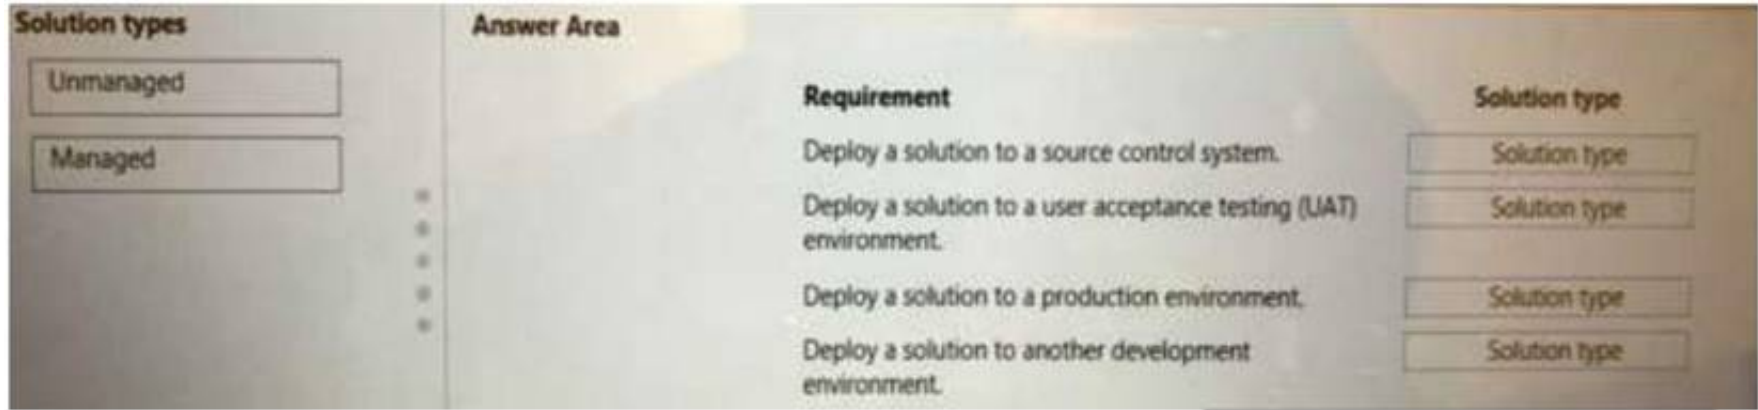 Solution types
Answer Area
Unmanaged
Managed
Requirement
Solution type
Deploy a solution to a source control system.
Solution type
Deploy a solution to a user acceptance testing (UAT)
environment.
Solution type
Deploy a solution to a production environment.
Solution type
Deploy a solution to another development
environment.
Solution type